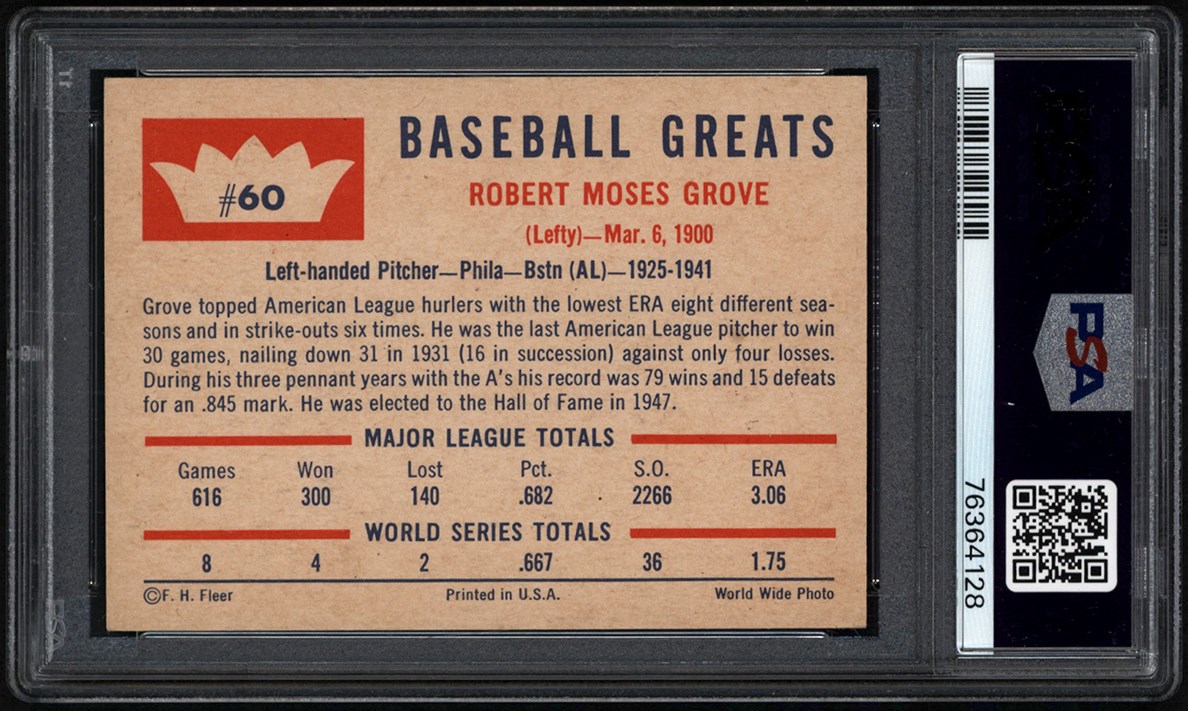 BASEBALL GREATS
#60
ROBERT MOSES GROVE
(Lefty)—Mar. 6, 1900
Left-handed Pitcher—Phila—Bstn (AL)—1925-1941
Grove topped American League hurlers with the lowest ERA eight different sea-
sons and in strike-outs six times. He was the last American League pitcher to win
30 games, nailing down 31 in 1931 (16 in succession) against only four losses.
During his three pennant years with the A's his record was 79 wins and 15 defeats
for an .845 mark. He was elected to the Hall of Fame in 1947.
MAJOR LEAGUE TOTALS
Games Won Lost Pct. S.O. ERA
616 300 140 .682 2266 3.06
WORLD SERIES TOTALS
8 4 2 .667 36 1.75
©F. H. Fleer Printed in U.S.A. World Wide Photo
PSA
76364128
PSA